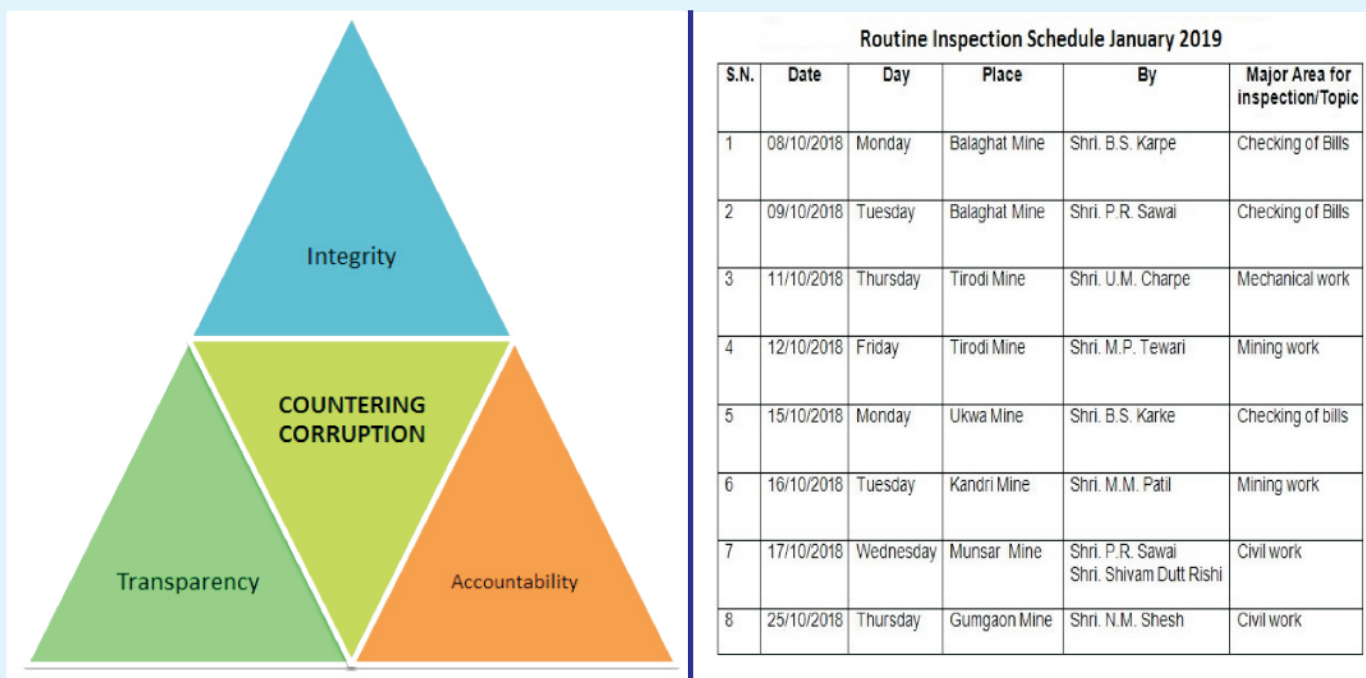 Integrity
COUNTERING
CORRUPTION
Transparency
Accountability
Routine Inspection Schedule January 2019
S.N. Date Day Place By Major Area for
inspection/Topic
1 08/10/2018 Monday Balaghat Mine Shri. B.S. Karpe Checking of Bills
2 09/10/2018 Tuesday Balaghat Mine Shri. P.R. Sawai Checking of Bills
3 11/10/2018 Thursday Tirodi Mine Shri. U.M. Charpe Mechanical work
4 12/10/2018 Friday Tirodi Mine Shri. M.P. Tewari Mining work
5 15/10/2018 Monday Ukwa Mine Shri. B.S. Karke Checking of bills
6 16/10/2018 Tuesday Kandri Mine Shri. M.M. Patil Mining work
7 17/10/2018 Wednesday Munsar Mine Shri. P.R. Sawai Civil work
Shri. Shivam Dutt Rishi
8 25/10/2018 Thursday Gumgaon Mine Shri. N.M. Shesh Civil work